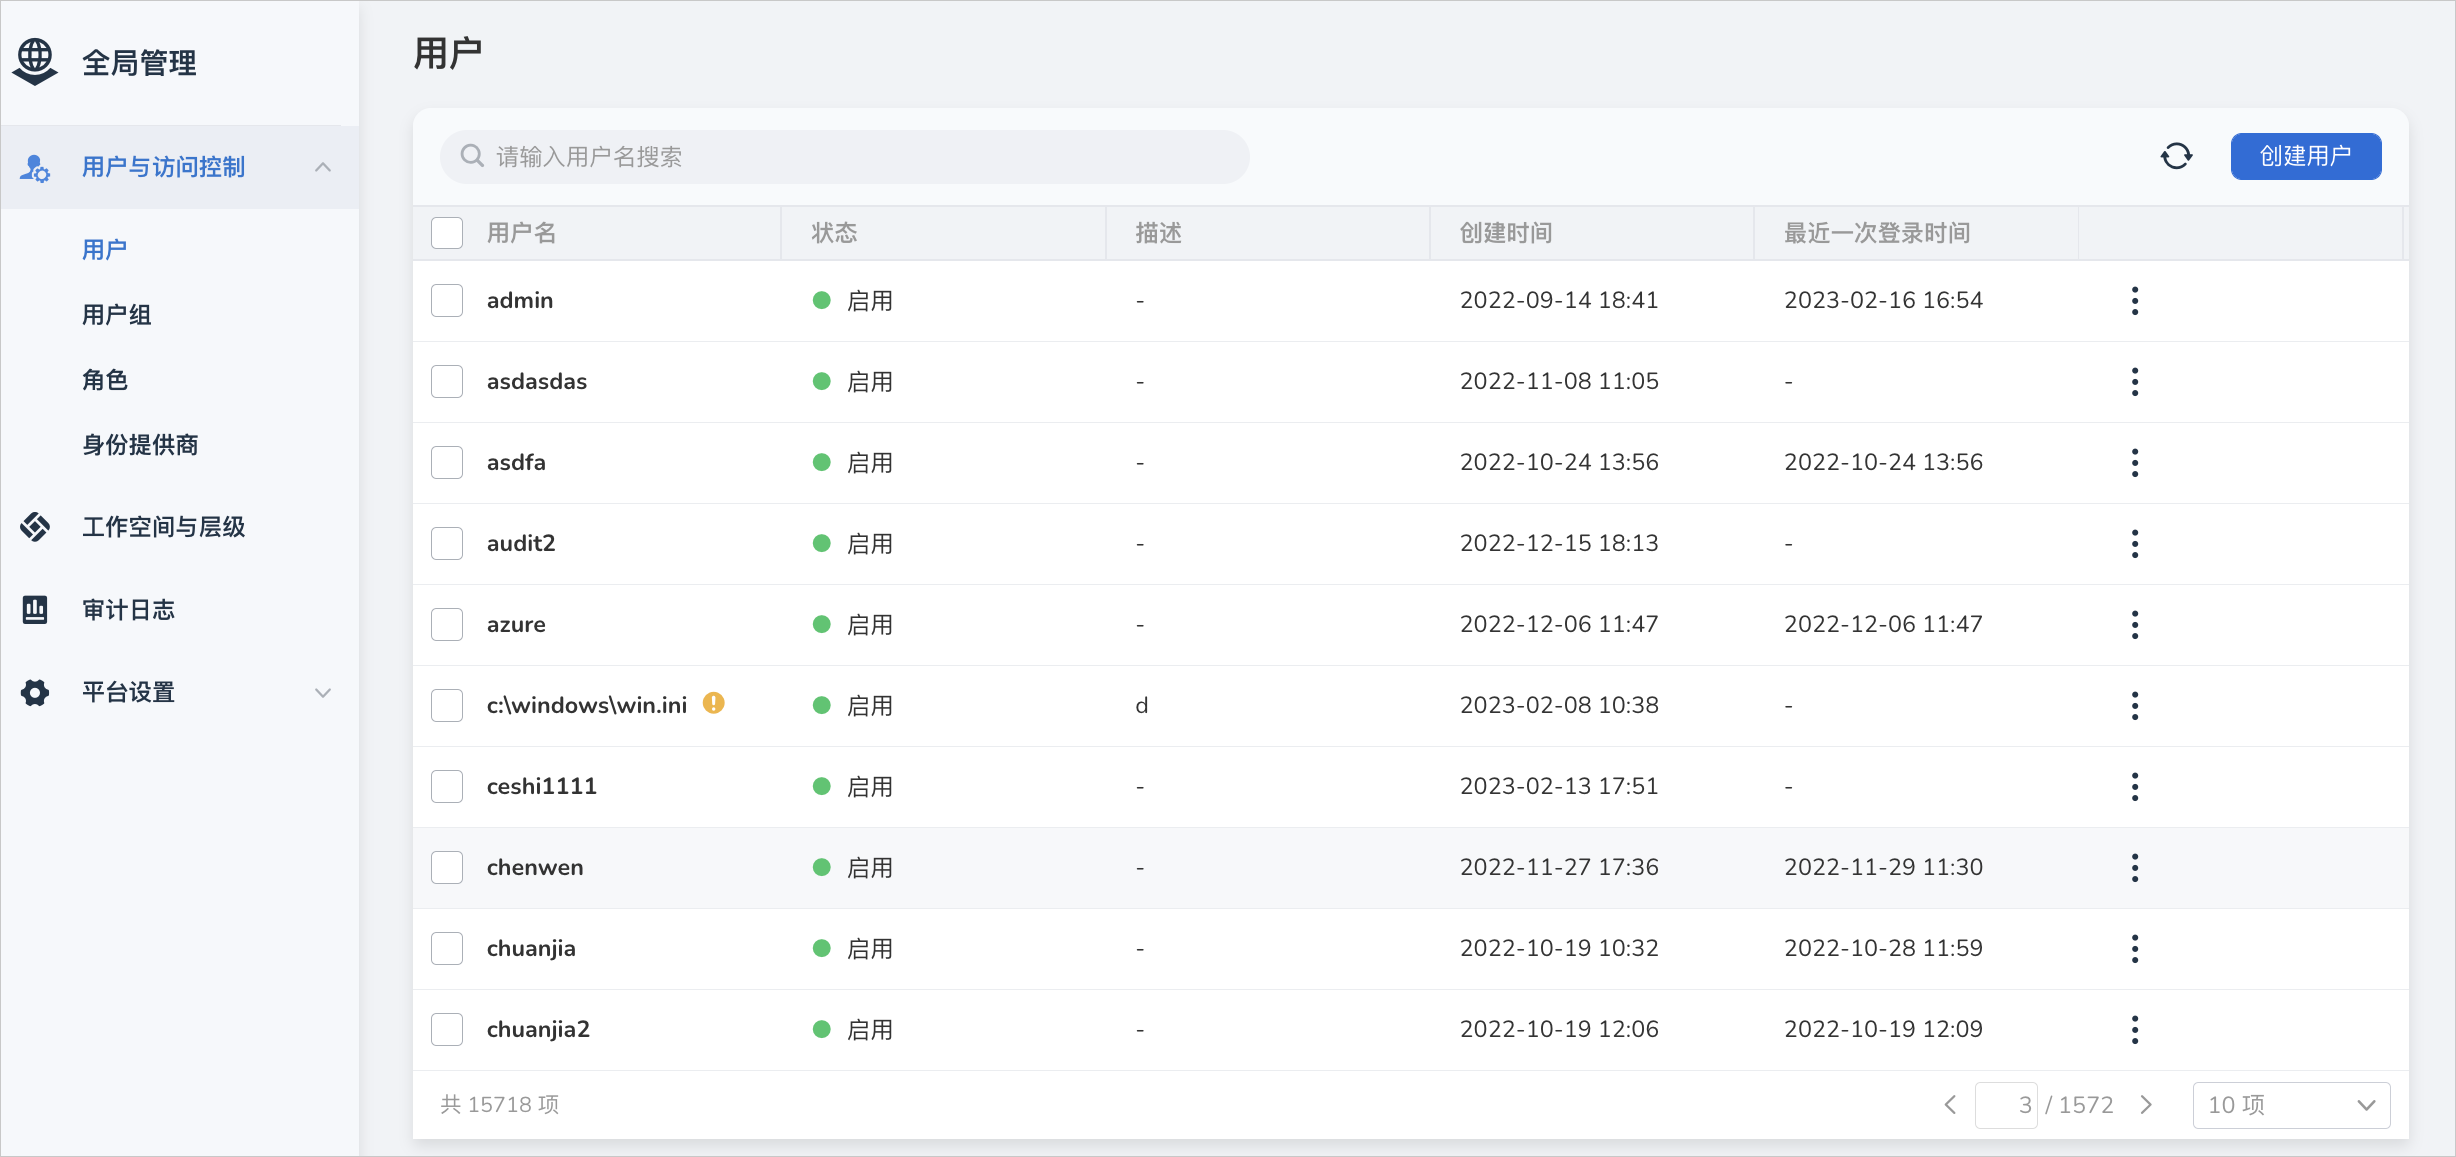 全局管理
用户与访问控制
用户
用户组
角色
身份提供商
工作空间与层级
审计日志
平台设置
用户
请输入用户名搜索
创建用户
用户名 状态 描述 创建时间 最近一次登录时间
admin 启用 - 2022-09-14 18:41 2023-02-16 16:54
asdasdas 启用 - 2022-11-08 11:05 -
asdfa 启用 - 2022-10-24 13:56 2022-10-24 13:56
audit2 启用 - 2022-12-15 18:13 -
azure 启用 - 2022-12-06 11:47 2022-12-06 11:47
c:\windows\win.ini 启用 d 2023-02-08 10:38 -
ceshi1111 启用 - 2023-02-13 17:51 -
chenwen 启用 - 2022-11-27 17:36 2022-11-29 11:30
chuanjia 启用 - 2022-10-19 10:32 2022-10-28 11:59
chuanjia2 启用 - 2022-10-19 12:06 2022-10-19 12:09
共 15718 项 3 / 1572 10 项